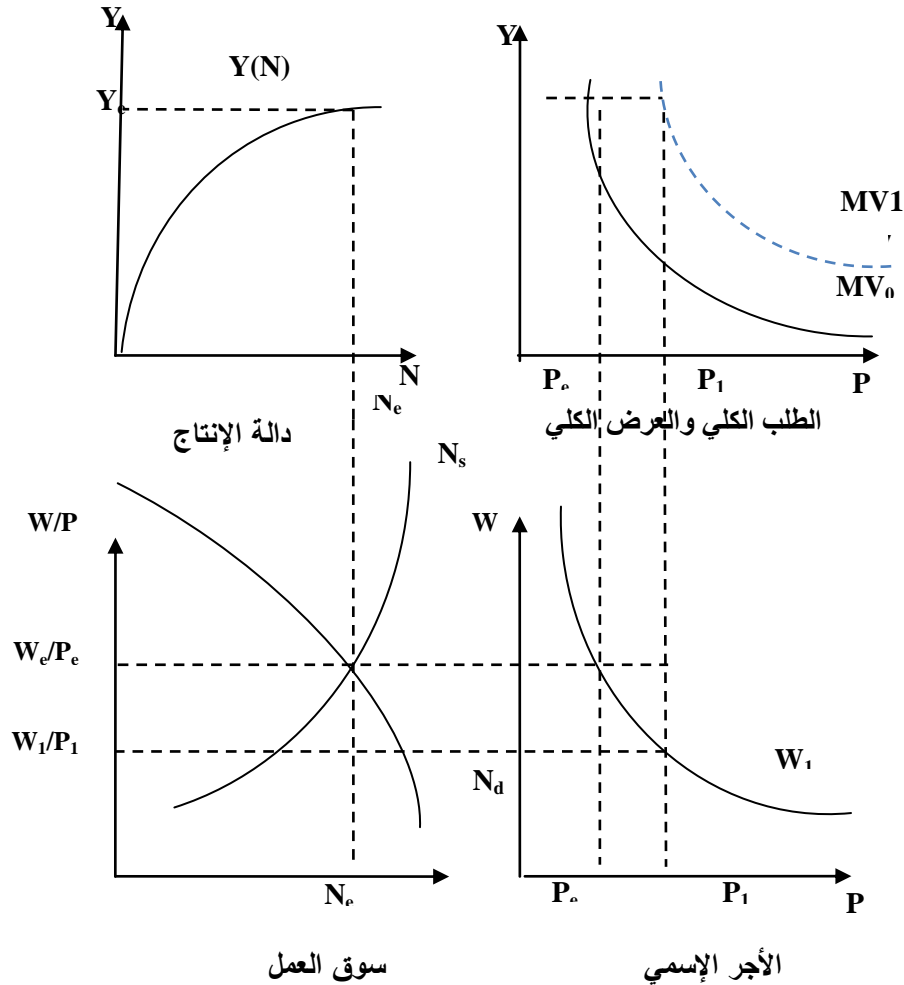 Y
Y(N)
Yₑ
N
Nₑ
دالة الإنتاج
Y
MV1
MV₀
Pₑ
P₁
P
الطلب الكلي والعرض الكلي
W/P
Nₛ
Wₑ/Pₑ
W₁/P₁
N_d
Nₑ
سوق العمل
W
W₁
Pₑ
P₁
P
الأجر الإسمي